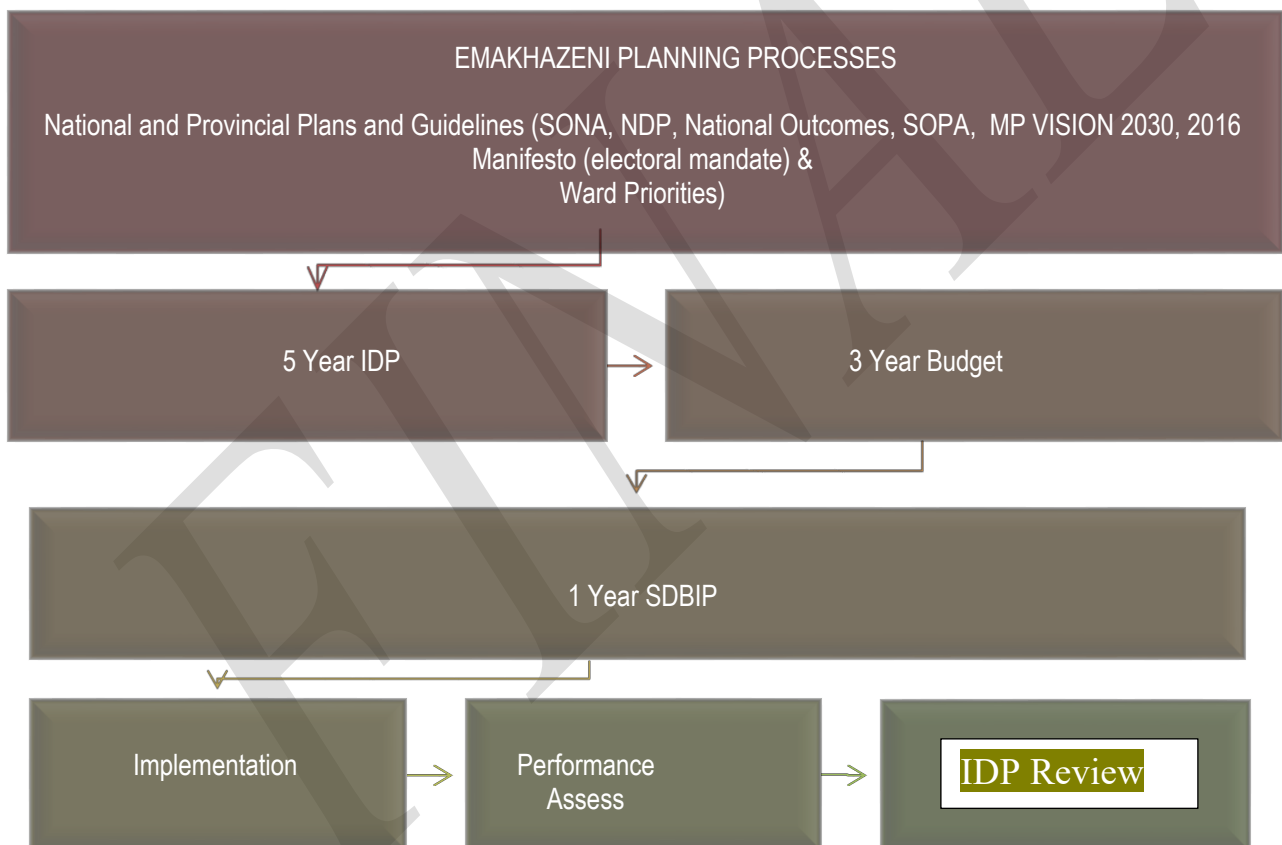 EMAKHAZENI PLANNING PROCESSES
National and Provincial Plans and Guidelines (SONA, NDP, National Outcomes, SOPA, MP VISION 2030, 2016
Manifesto (electoral mandate) &
Ward Priorities)
5 Year IDP
3 Year Budget
1 Year SDBIP
Implementation
Performance
Assess
IDP Review
FINAL